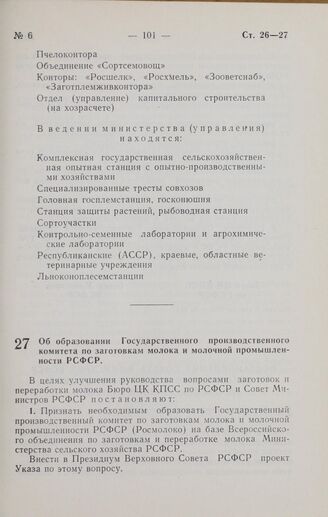 № 6 — 101 — Ст. 26—27
Пчелоконтора
Объединение «Сортсемовощ»
Конторы: «Росшелк», «Росхмель», «Зооветснаб»,
«Заготплемживконтора»
Отдел (управление) капитального строительства
(на хозрасчете)
В ведении министерства (управления)
находятся:
Комплексная государственная сельскохозяйствен-
ная опытная станция с опытно-производственны-
ми хозяйствами
Специализированные тресты совхозов
Головная госплемстанция, госконюшня
Станция защиты растений, рыбоводная станция
Сортоучастки
Контрольно-семенные лаборатории и агрохимиче-
ские лаборатории
Республиканские (АССР), краевые, областные ве-
теринарные учреждения
Льноконоплесемстанции
27 Об образовании Государственного производственного
комитета по заготовкам молока и молочной промышлен-
ности РСФСР.
В целях улучшения руководства вопросами заготовок и
переработки молока Бюро ЦК КПСС по РСФСР и Совет Ми-
нистров РСФСР постановляют:
1. Признать необходимым образовать Государственный
производственный комитет по заготовкам молока и молочной
промышленности РСФСР (Росмолоко) на базе Всероссийско-
го объединения по заготовкам и переработке молока Мини-
стерства сельского хозяйства РСФСР.
Внести в Президиум Верховного Совета РСФСР проект
Указа по этому вопросу.